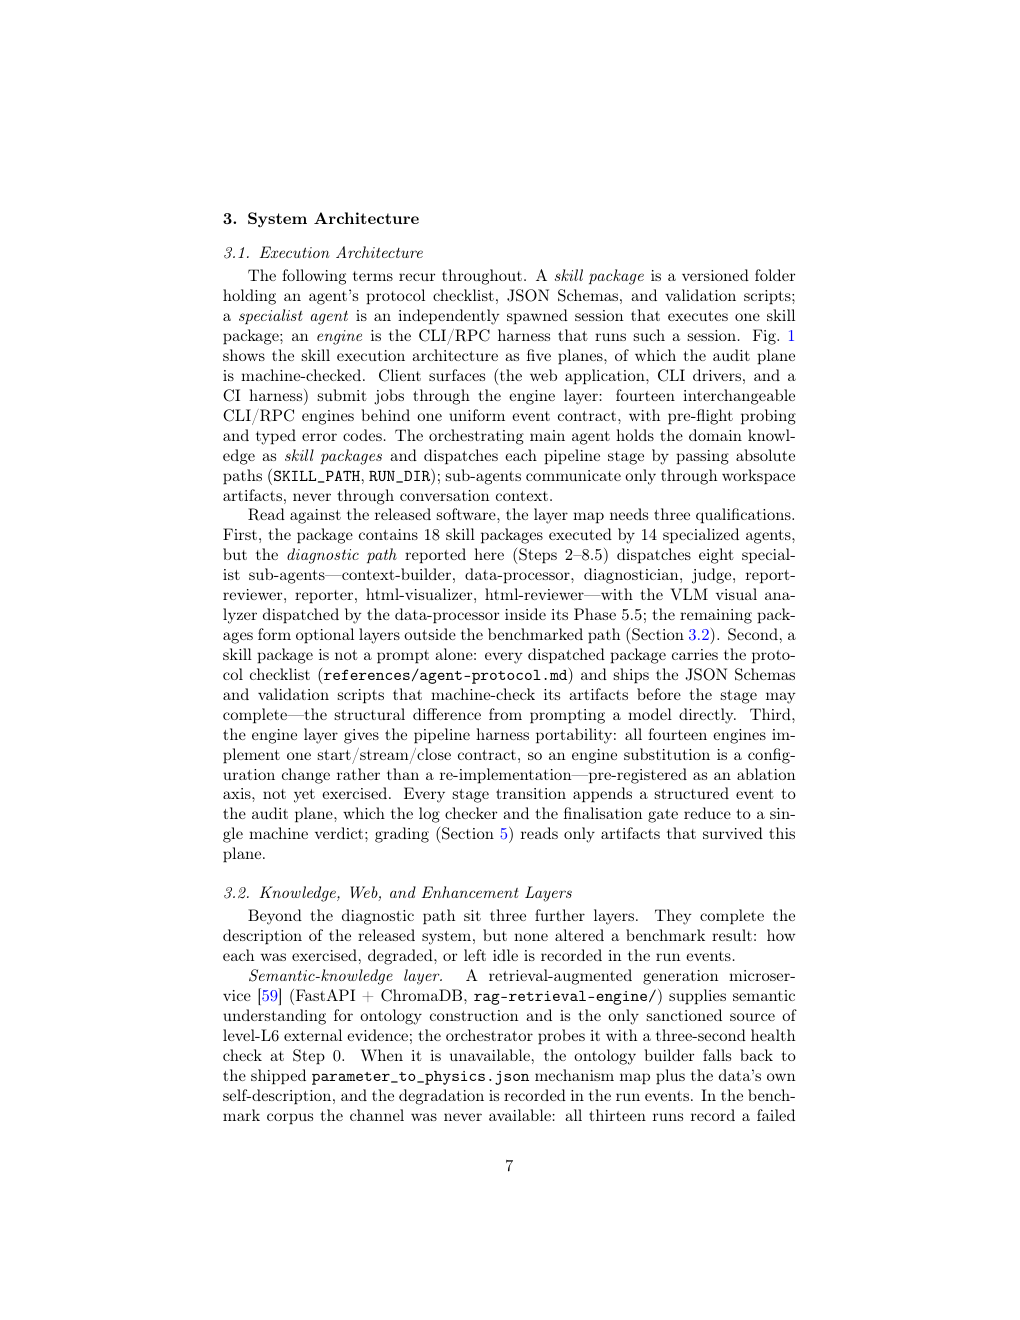 3. System Architecture
3.1. Execution Architecture
The following terms recur throughout. A skill package is a versioned folder
holding an agent's protocol checklist, JSON Schemas, and validation scripts;
a specialist agent is an independently spawned session that executes one skill
package; an engine is the CLI/RPC harness that runs such a session. Fig. 1
shows the skill execution architecture as five planes, of which the audit plane
is machine-checked. Client surfaces (the web application, CLI drivers, and a
CI harness) submit jobs through the engine layer: fourteen interchangeable
CLI/RPC engines behind one uniform event contract, with pre-flight probing
and typed error codes. The orchestrating main agent holds the domain knowl-
edge as skill packages and dispatches each pipeline stage by passing absolute
paths (SKILL_PATH, RUN_DIR); sub-agents communicate only through workspace
artifacts, never through conversation context.
Read against the released software, the layer map needs three qualifications.
First, the package contains 18 skill packages executed by 14 specialized agents,
but the diagnostic path reported here (Steps 2–8.5) dispatches eight special-
ist sub-agents—context-builder, data-processor, diagnostician, judge, report-
reviewer, reporter, html-visualizer, html-reviewer—with the VLM visual ana-
lyzer dispatched by the data-processor inside its Phase 5.5; the remaining pack-
ages form optional layers outside the benchmarked path (Section 3.2). Second, a
skill package is not a prompt alone: every dispatched package carries the proto-
col checklist (references/agent-protocol.md) and ships the JSON Schemas
and validation scripts that machine-check its artifacts before the stage may
complete—the structural difference from prompting a model directly. Third,
the engine layer gives the pipeline harness portability: all fourteen engines im-
plement one start/stream/close contract, so an engine substitution is a config-
uration change rather than a re-implementation—pre-registered as an ablation
axis, not yet exercised. Every stage transition appends a structured event to
the audit plane, which the log checker and the finalisation gate reduce to a sin-
gle machine verdict; grading (Section 5) reads only artifacts that survived this
plane.
3.2. Knowledge, Web, and Enhancement Layers
Beyond the diagnostic path sit three further layers. They complete the
description of the released system, but none altered a benchmark result: how
each was exercised, degraded, or left idle is recorded in the run events.
Semantic-knowledge layer. A retrieval-augmented generation microser-
vice [59] (FastAPI + ChromaDB, rag-retrieval-engine/) supplies semantic
understanding for ontology construction and is the only sanctioned source of
level-L6 external evidence; the orchestrator probes it with a three-second health
check at Step 0. When it is unavailable, the ontology builder falls back to
the shipped parameter_to_physics.json mechanism map plus the data's own
self-description, and the degradation is recorded in the run events. In the bench-
mark corpus the channel was never available: all thirteen runs record a failed
7